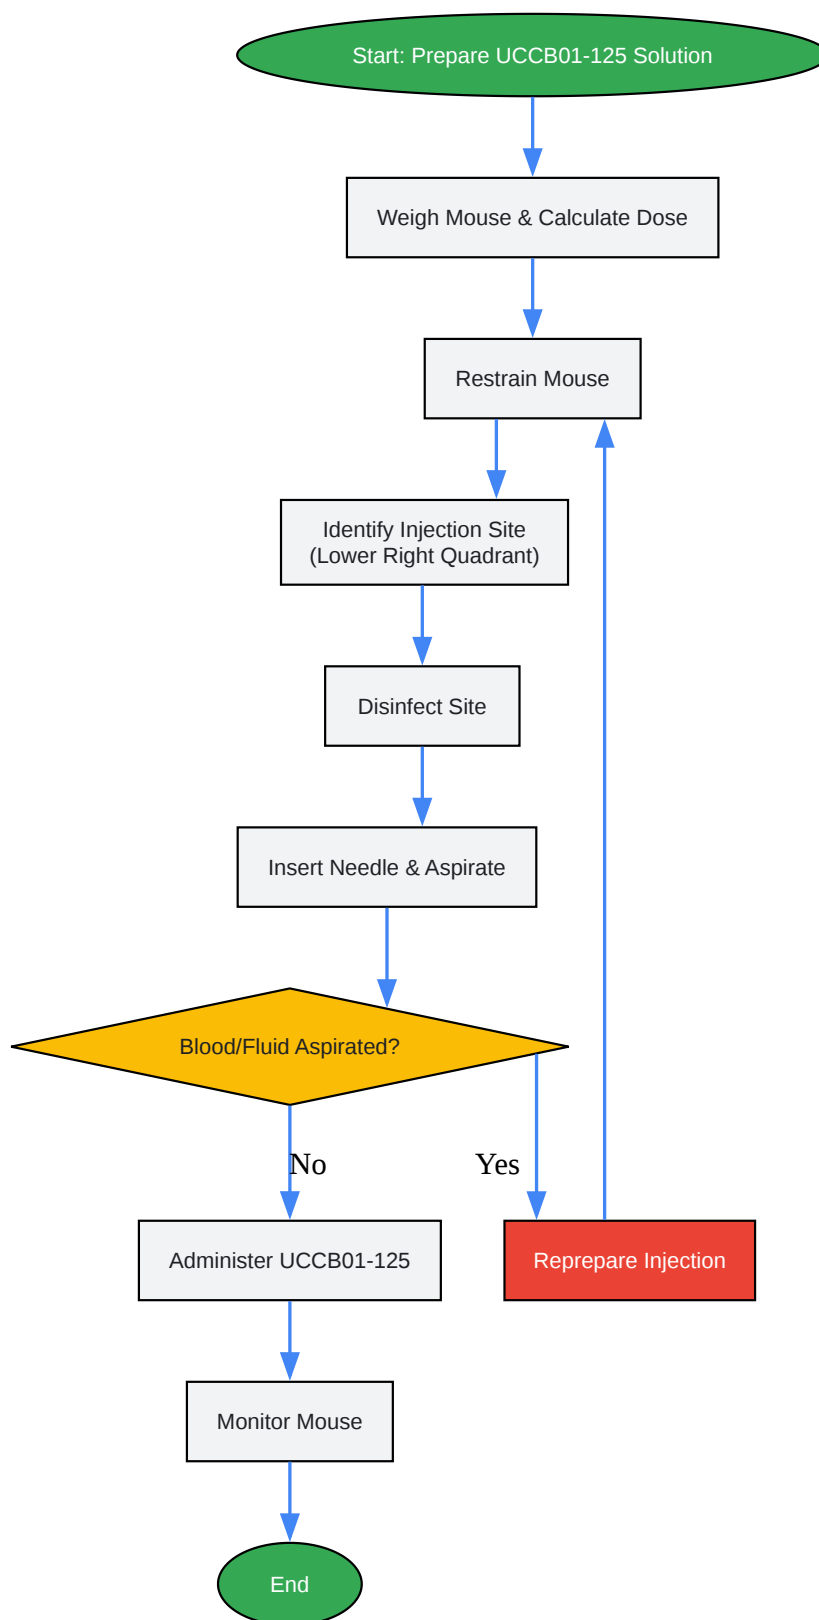 Start: Prepare UCCB01-125 Solution
Weigh Mouse & Calculate Dose
Restrain Mouse
Identify Injection Site
(Lower Right Quadrant)
Disinfect Site
Insert Needle & Aspirate
Blood/Fluid Aspirated?
No
Yes
Administer UCCB01-125
Reprepare Injection
Monitor Mouse
End